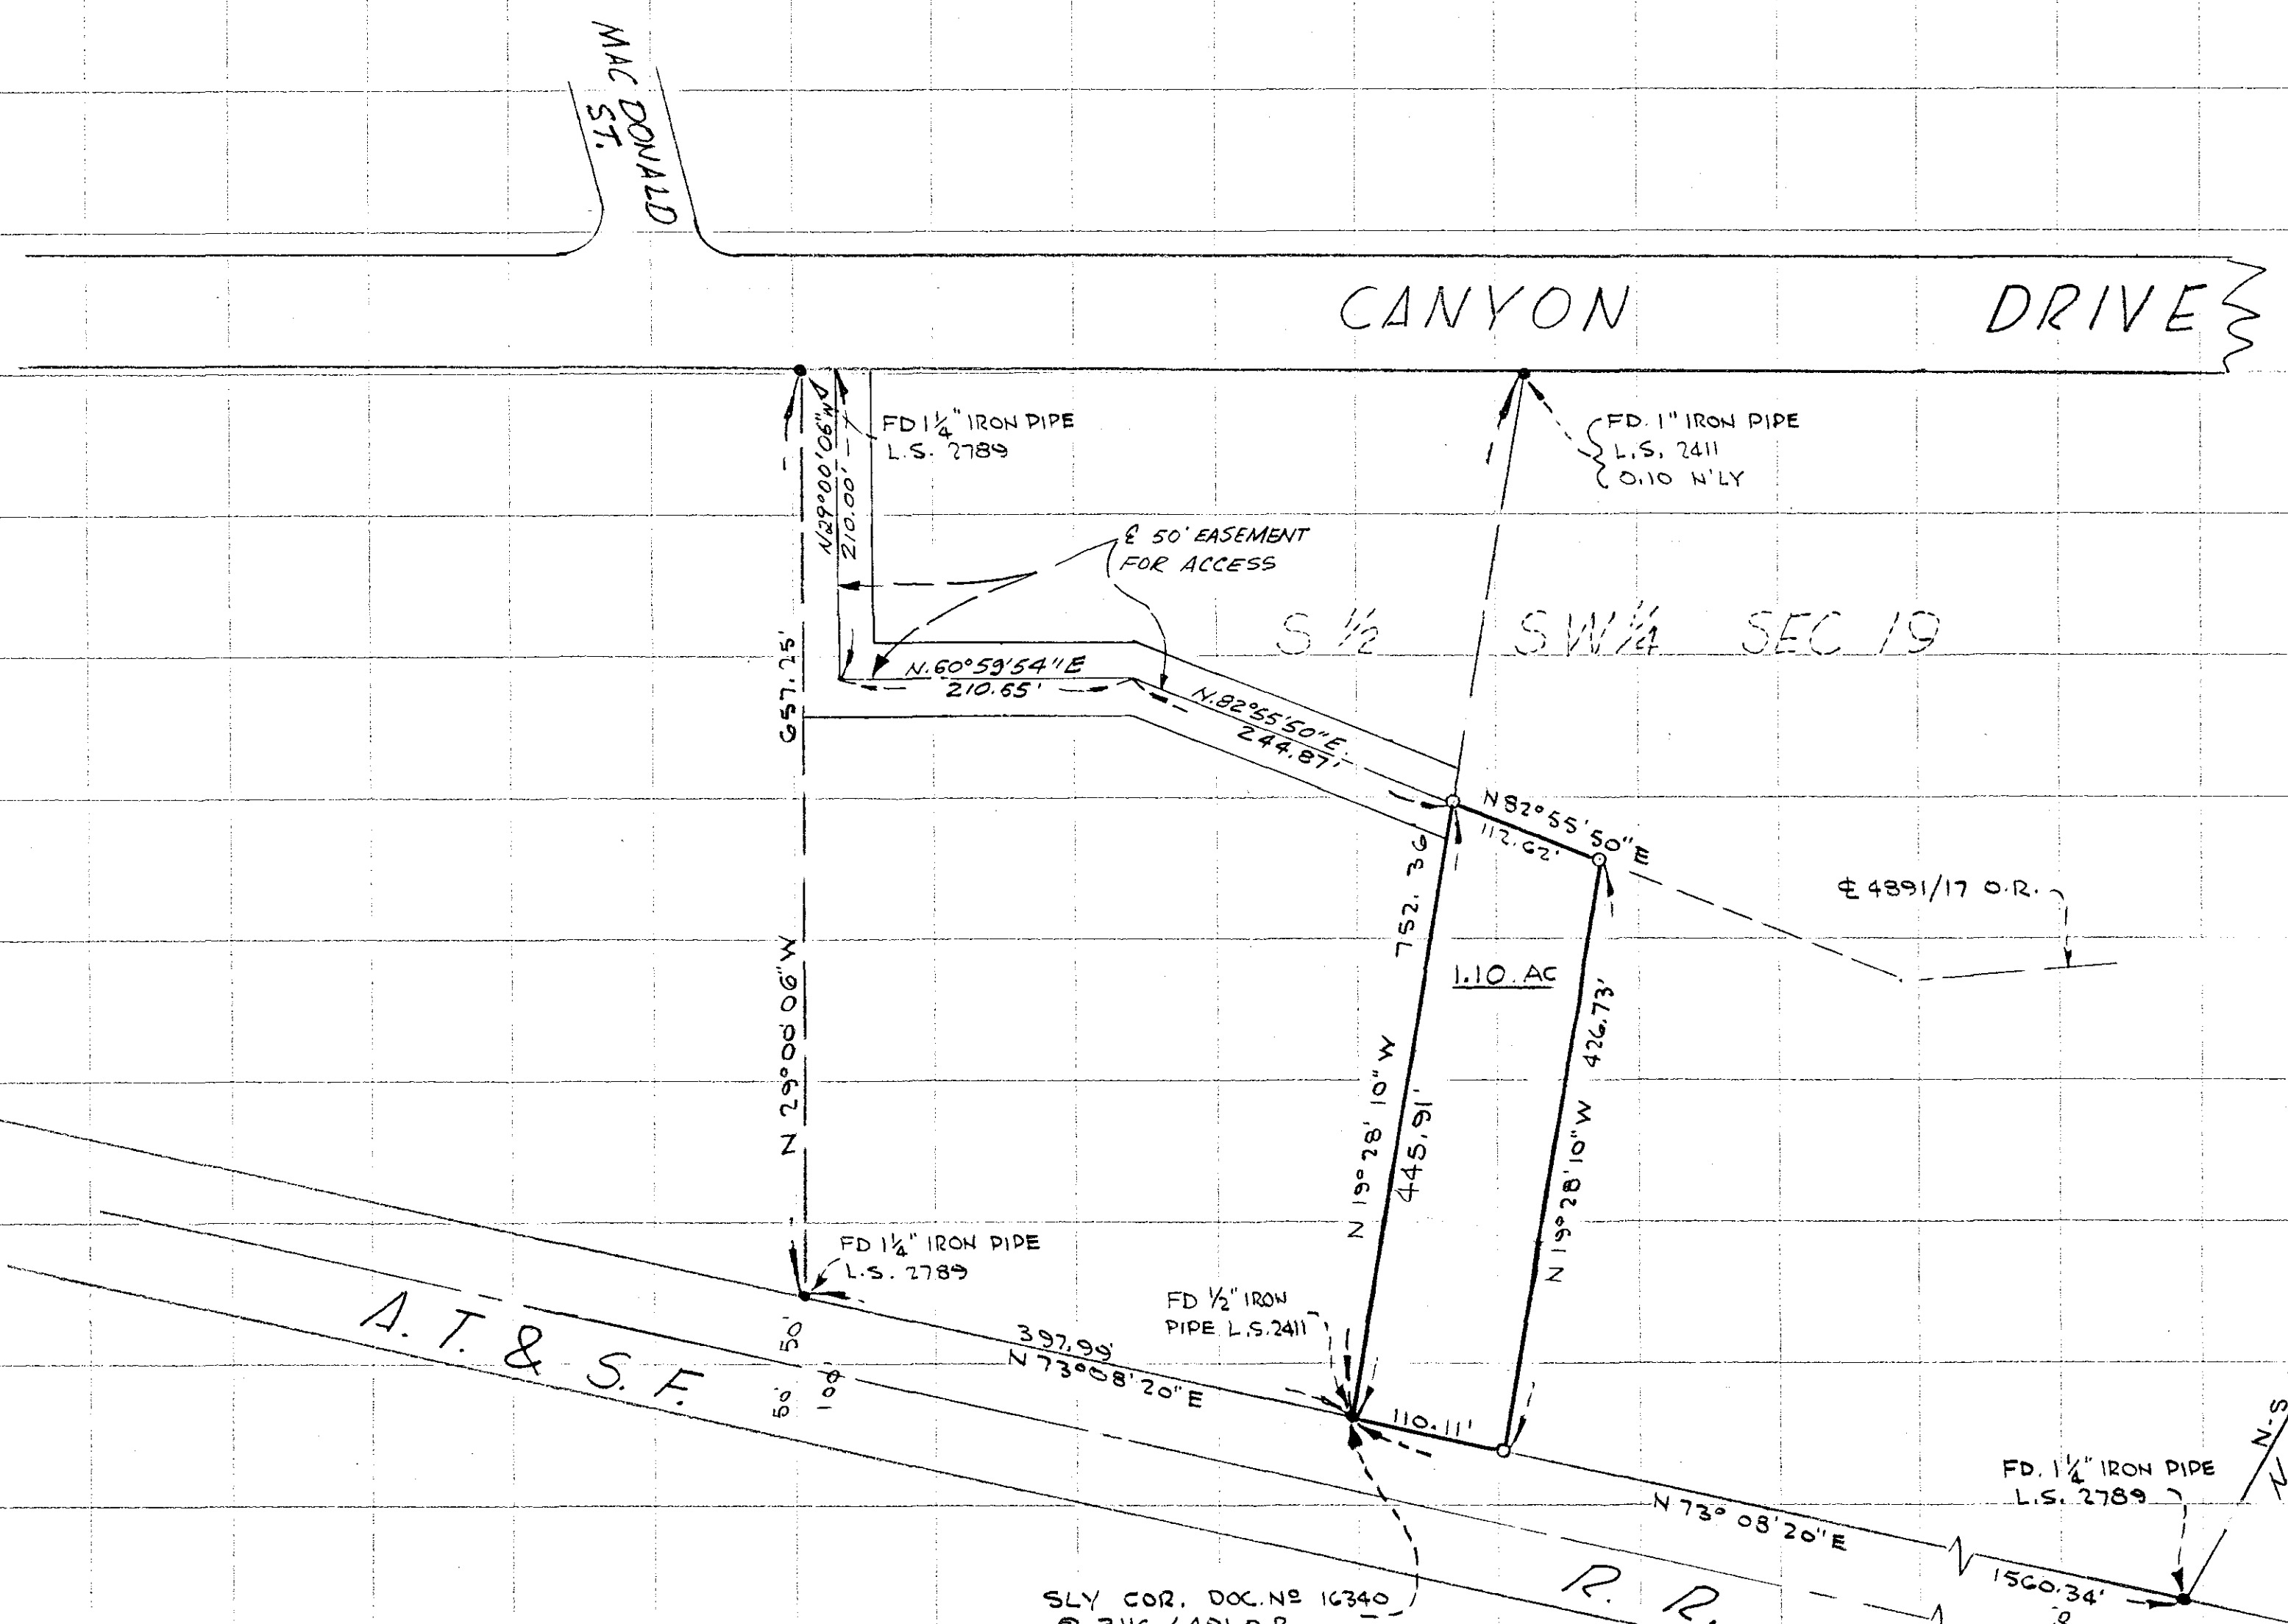 MAC DONALD
ST.
CANYON DRIVE
FD 1¼" IRON PIPE
L.S. 2789
FD. 1" IRON PIPE
L.S. 2411
0.10 N'LY
N29°00'06"W
210.00'
℄ 50' EASEMENT
FOR ACCESS
S ½ SW¼ SEC 19
657.25'
N 29°00'06"W
N.60°59'54"E
210.65'
N.82°55'50"E.
244.87'
N82°55'50"E
112.62'
752.36
℄ 4891/17 O.R.
1.10 AC
N 19°28'10"W
445.91'
426.73'
N 19°28'10"W
FD 1¼" IRON PIPE
L.S. 2789
FD ½" IRON
PIPE L.S. 2411
A. T. & S. F.
50'
50'
100'
397.99'
N 73°08'20"E
110.11'
N 73°08'20"E
FD. 1¼" IRON PIPE
L.S. 2789
N-S
1560.34'
R. R.
SLY COR. DOC. Nº 16340